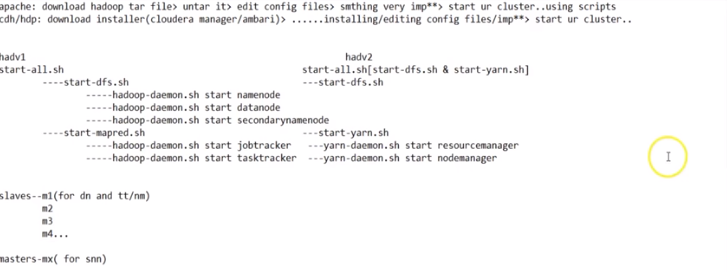 apache: download hadoop tar file> untar it> edit config files> smthing very imp**> start ur cluster..using scripts
cdh/hdp: download installer(cloudera manager/ambari)> ......installing/editing config files/imp**> start ur cluster..
hadv1 hadv2
start-all.sh start-all.sh[start-dfs.sh & start-yarn.sh]
----start-dfs.sh ---start-dfs.sh
-----hadoop-daemon.sh start namenode
-----hadoop-daemon.sh start datanode
-----hadoop-daemon.sh start secondarynamenode
----start-mapred.sh ---start-yarn.sh
-----hadoop-daemon.sh start jobtracker ---yarn-daemon.sh start resourcemanager
-----hadoop-daemon.sh start tasktracker ---yarn-daemon.sh start nodemanager
slaves--m1(for dn and tt/nm)
m2
m3
m4...
masters-mx( for snn)